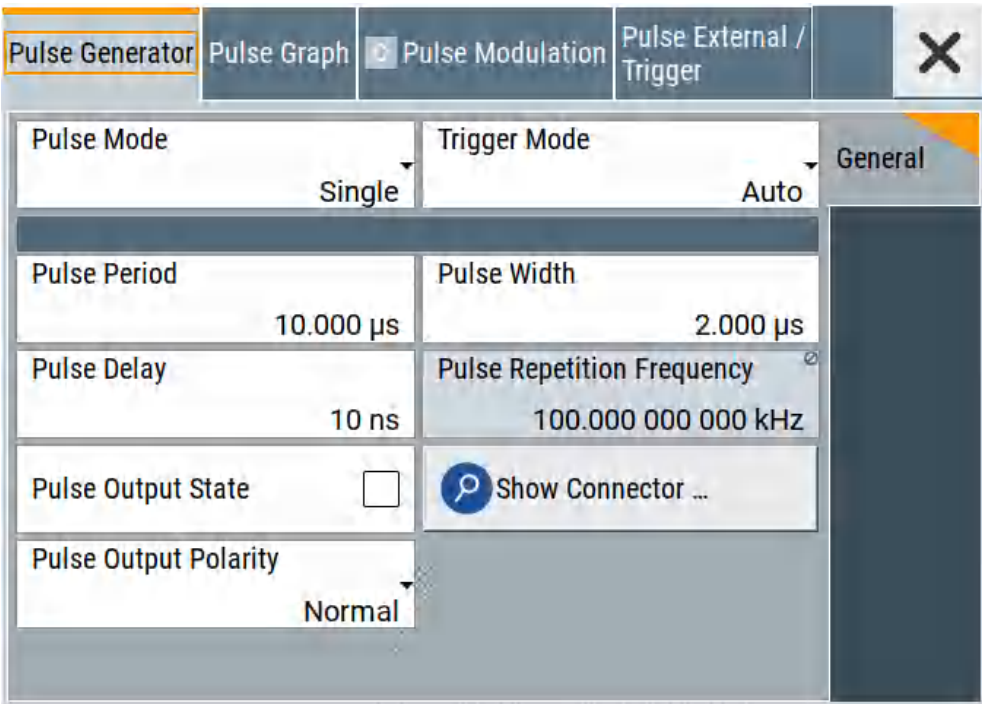 Pulse Generator
Pulse Graph
C Pulse Modulation
Pulse External /
Trigger
General
Pulse Mode
Single
Trigger Mode
Auto
Pulse Period
10.000 µs
Pulse Width
2.000 µs
Pulse Delay
10 ns
Pulse Repetition Frequency
100.000 000 000 kHz
Pulse Output State
Show Connector ...
Pulse Output Polarity
Normal